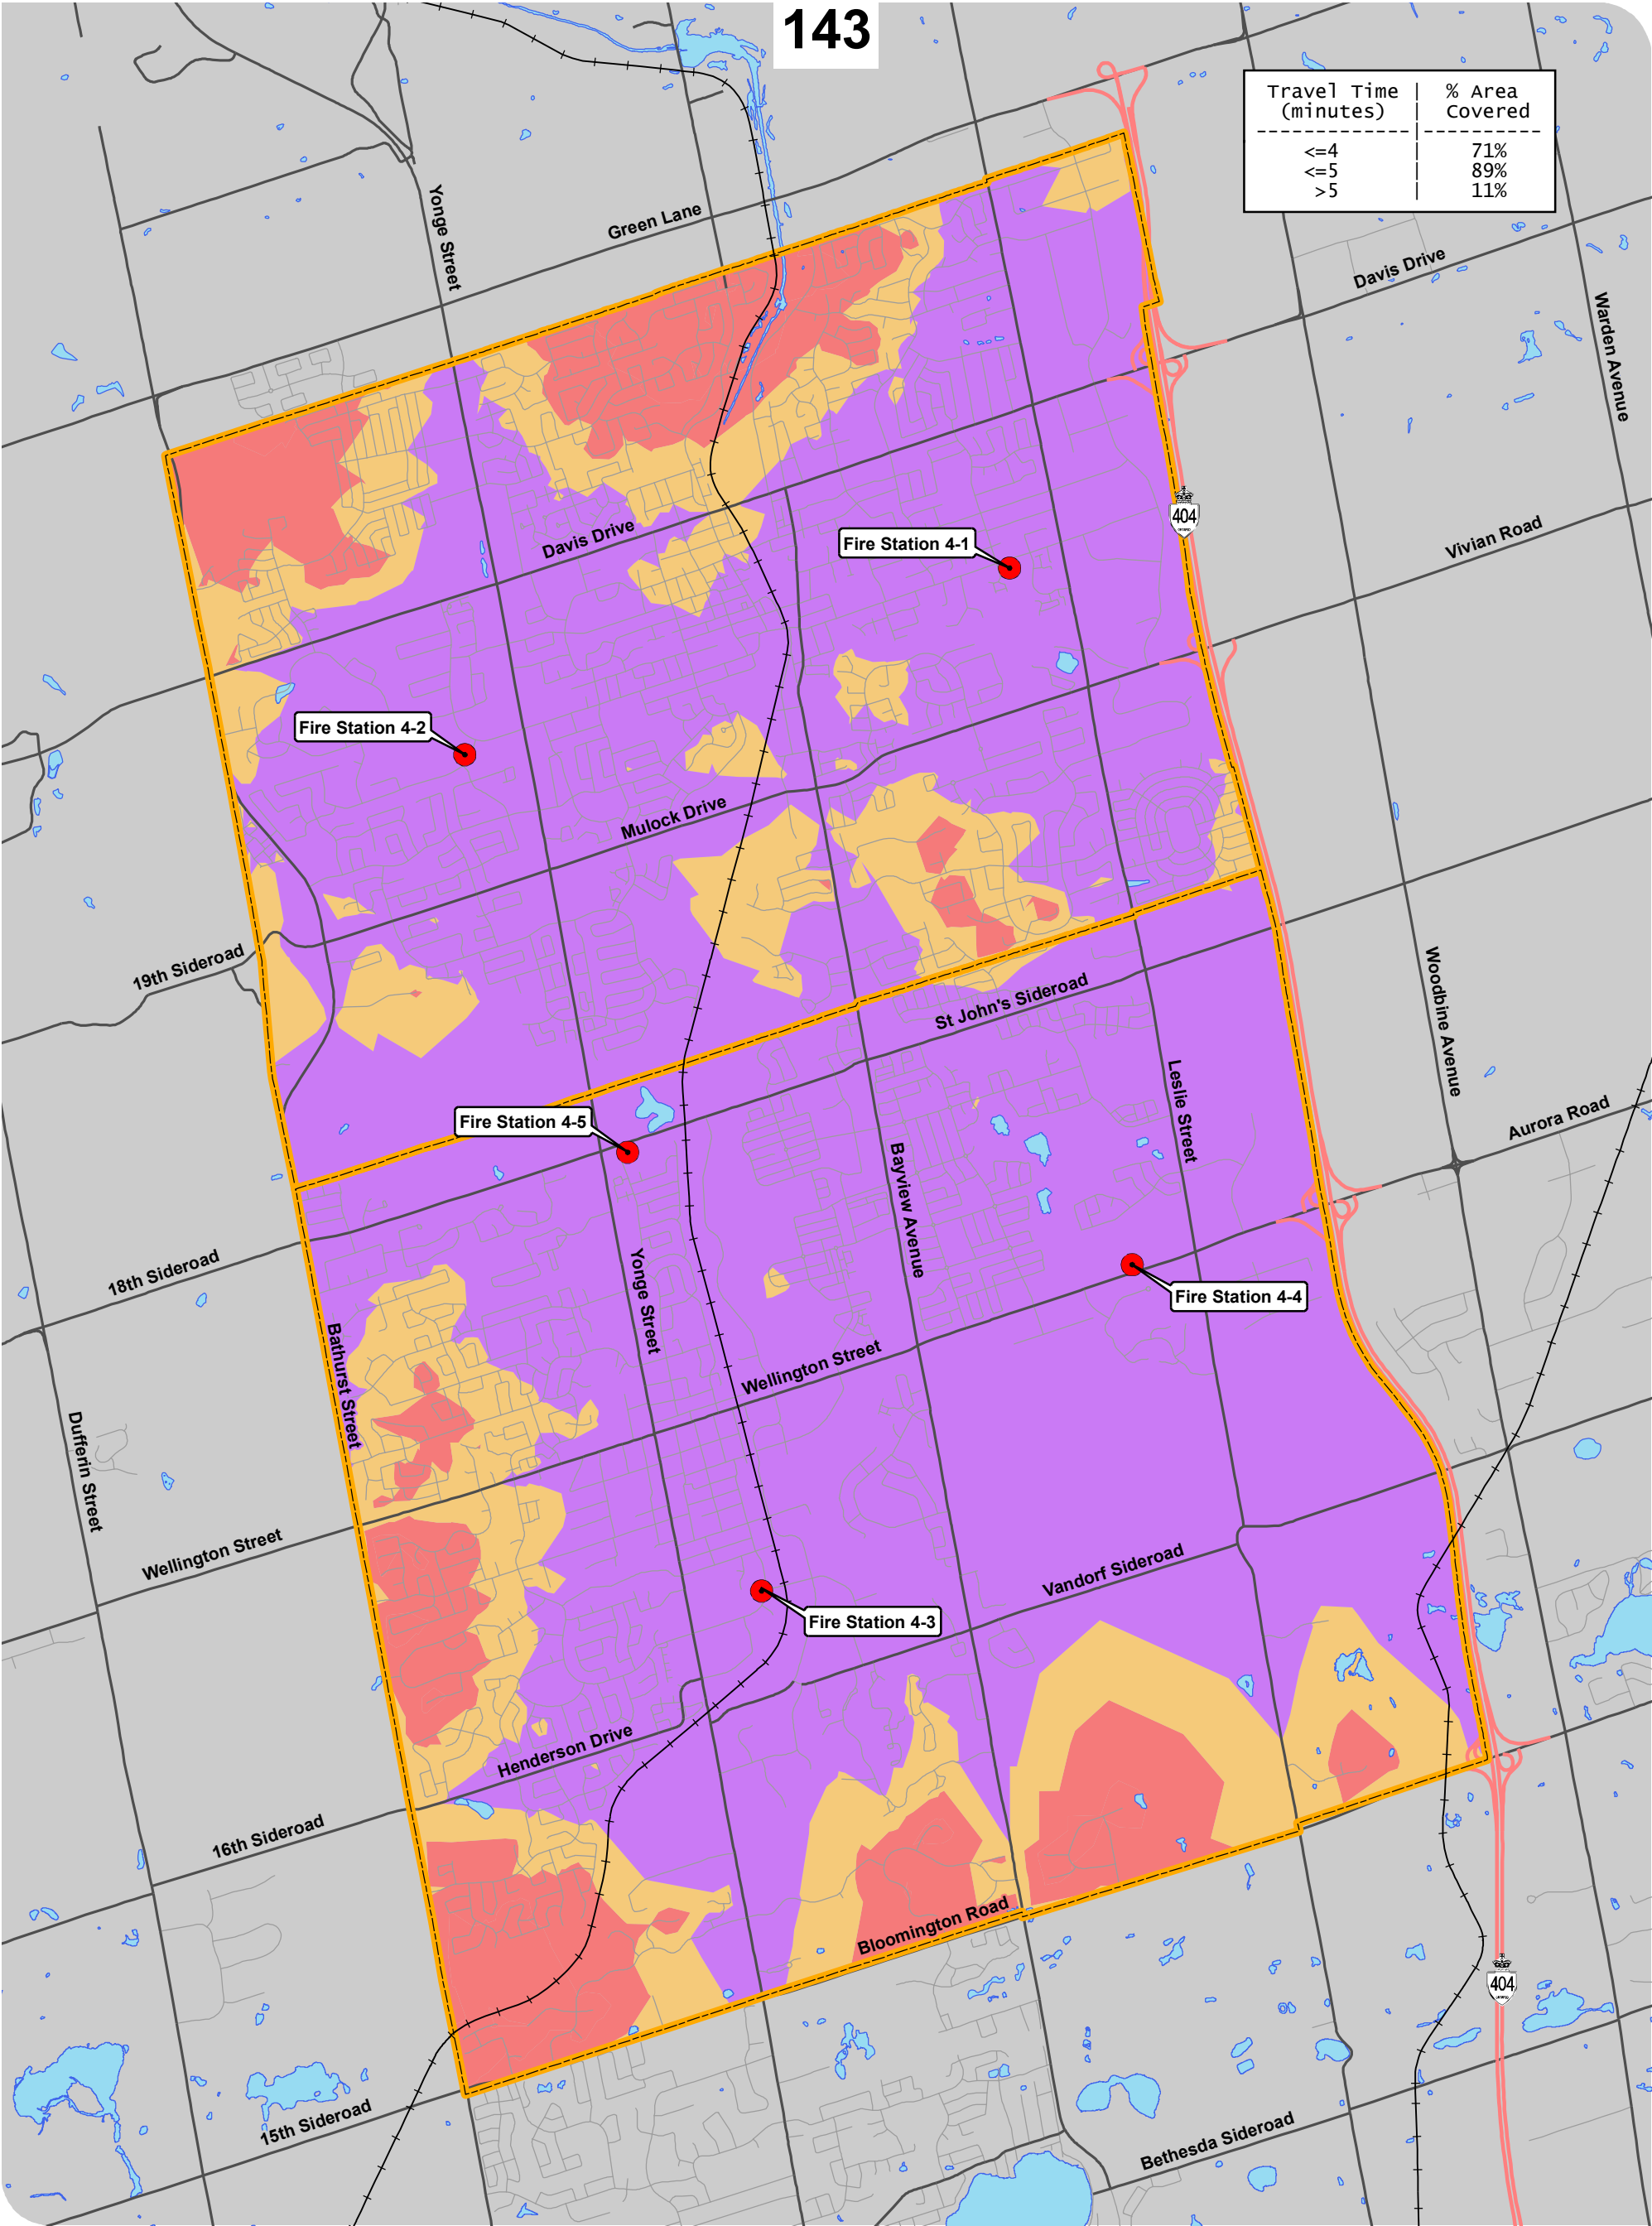 143
Travel Time | % Area
(minutes) | Covered
-------------|----------
<=4 | 71%
<=5 | 89%
>5 | 11%
Yonge Street
Green Lane
Davis Drive
Warden Avenue
404
Vivian Road
Davis Drive
Fire Station 4-1
Fire Station 4-2
Mulock Drive
19th Sideroad
St John's Sideroad
Woodbine Avenue
Leslie Street
Aurora Road
Fire Station 4-5
Bayview Avenue
18th Sideroad
Yonge Street
Fire Station 4-4
Bathurst Street
Wellington Street
Dufferin Street
Wellington Street
Vandorf Sideroad
Fire Station 4-3
Henderson Drive
16th Sideroad
Bloomington Road
404
15th Sideroad
Bethesda Sideroad